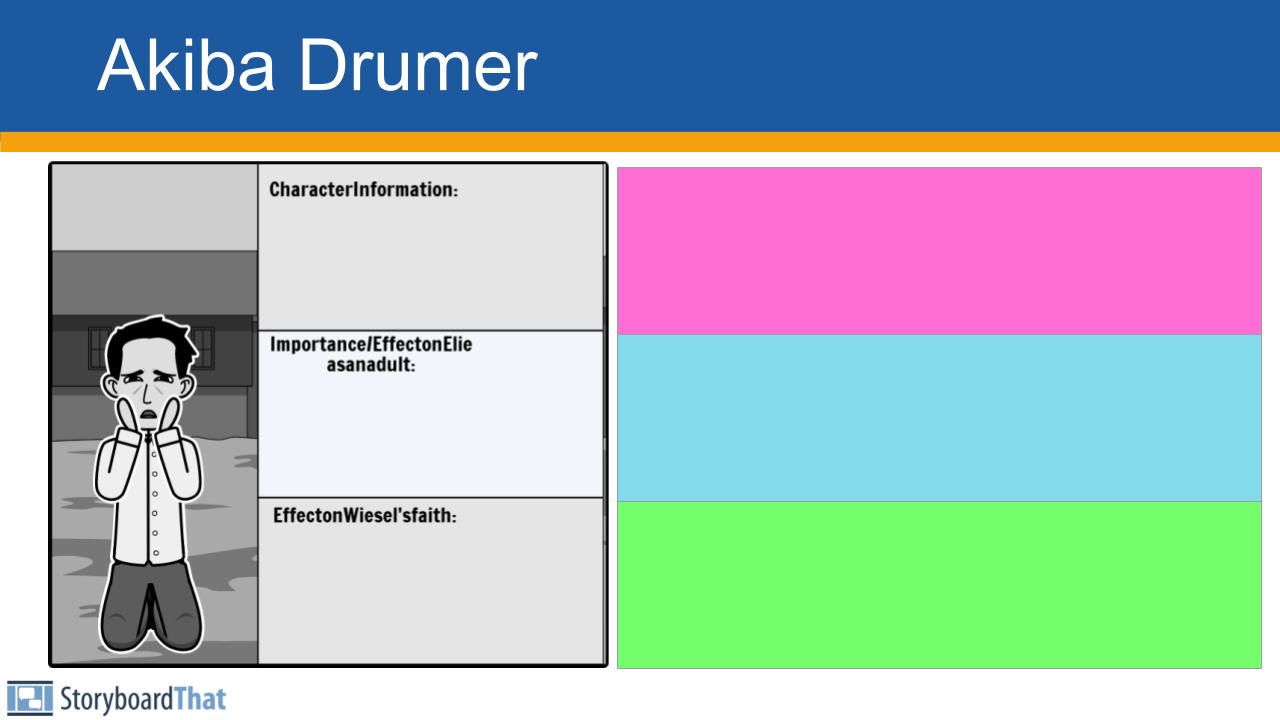 Akiba Drumer
CharacterInformation:
Importance/EffectonElie
asanadult:
EffectonWiesel'sfaith:
StoryboardThat